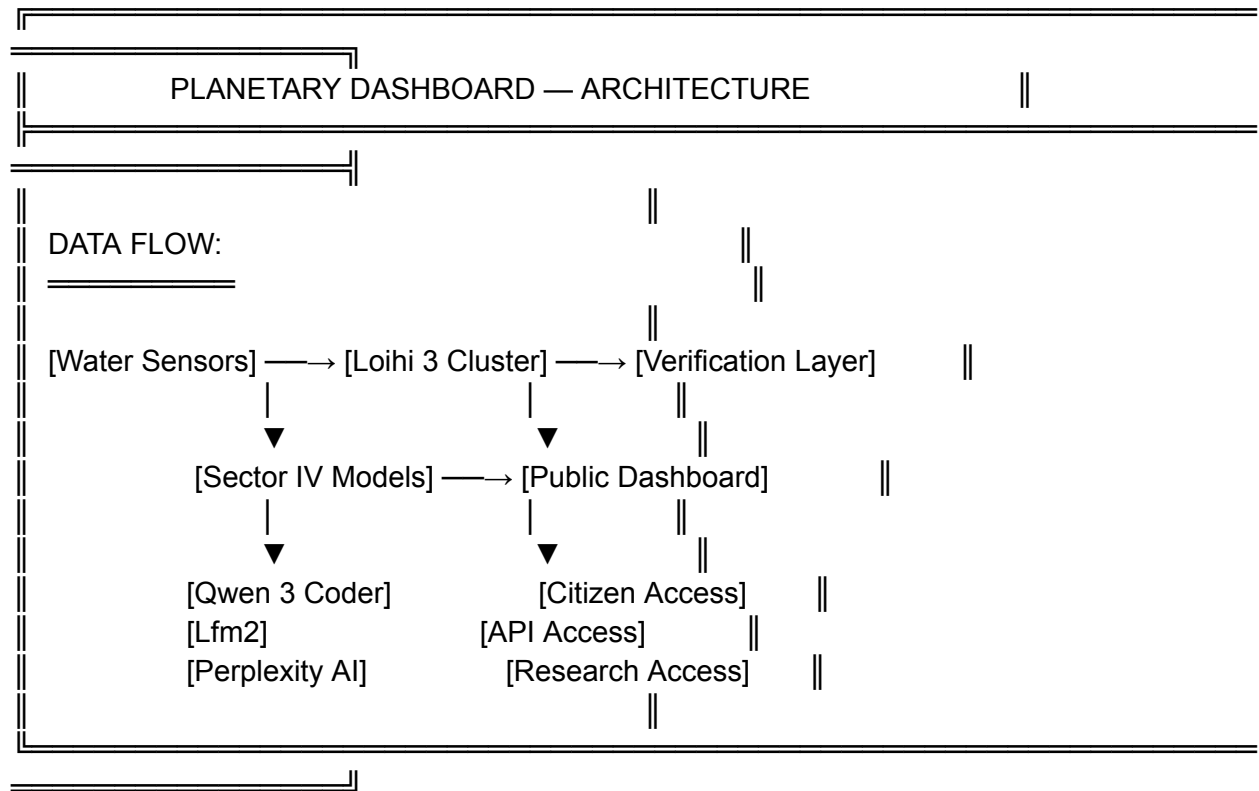 PLANETARY DASHBOARD — ARCHITECTURE
DATA FLOW:
[Water Sensors] ──→ [Loihi 3 Cluster] ──→ [Verification Layer]
[Sector IV Models] ──→ [Public Dashboard]
[Qwen 3 Coder] [Citizen Access]
[Lfm2] [API Access]
[Perplexity AI] [Research Access]